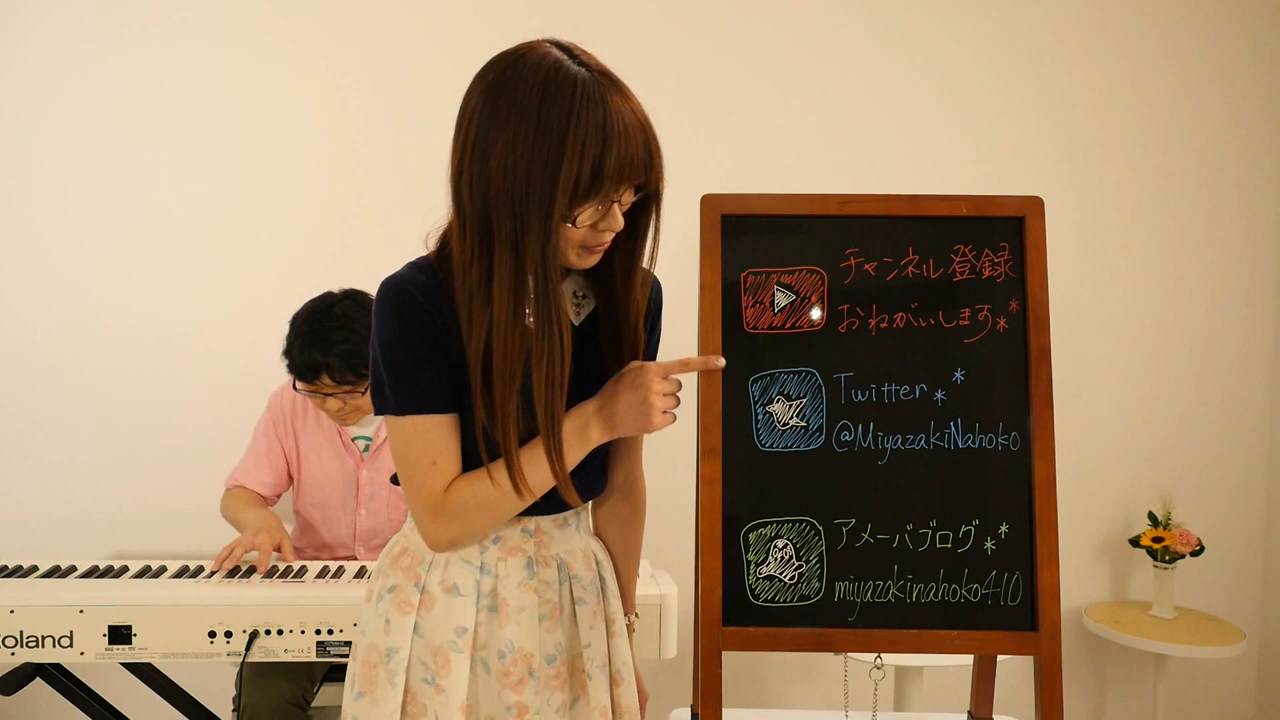 チャンネル登録
おねがいします**
Twitter**
@MiyazakiNahoko
アメーバブログ**
miyazakinahoko410
Roland